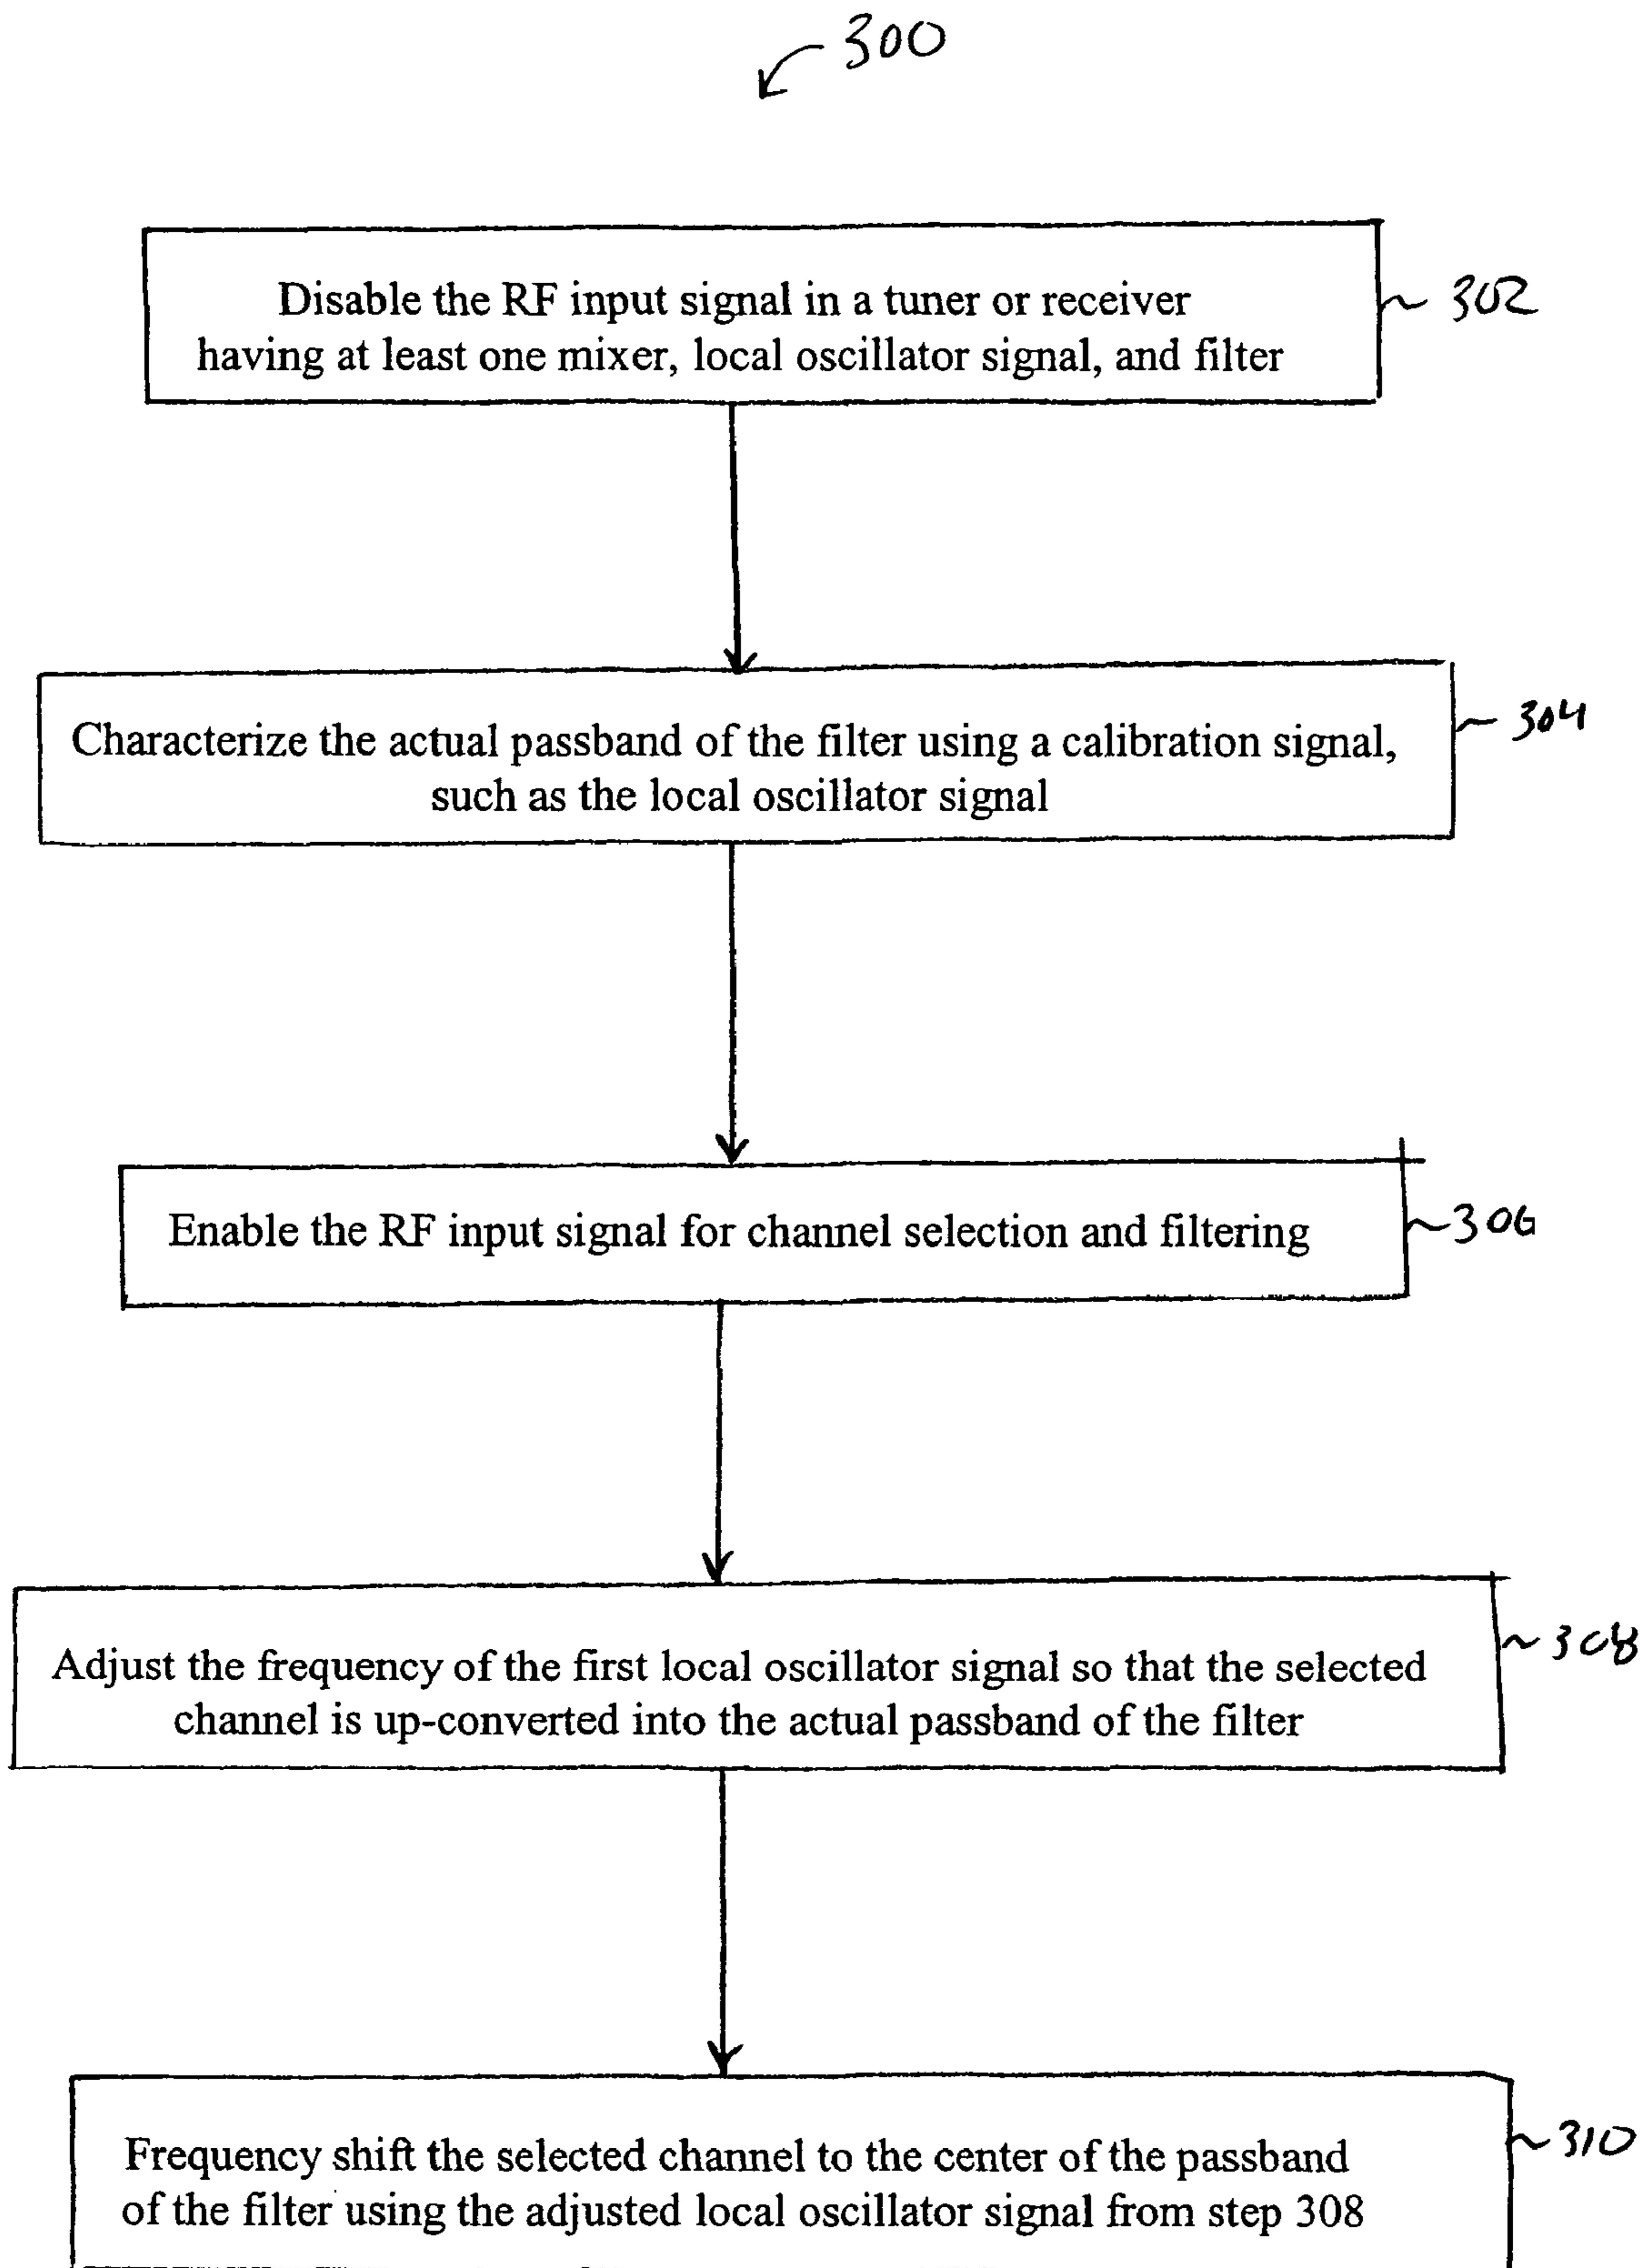 300
Disable the RF input signal in a tuner or receiver
having at least one mixer, local oscillator signal, and filter
302
Characterize the actual passband of the filter using a calibration signal,
such as the local oscillator signal
304
Enable the RF input signal for channel selection and filtering
306
Adjust the frequency of the first local oscillator signal so that the selected
channel is up-converted into the actual passband of the filter
308
Frequency shift the selected channel to the center of the passband
of the filter using the adjusted local oscillator signal from step 308
310